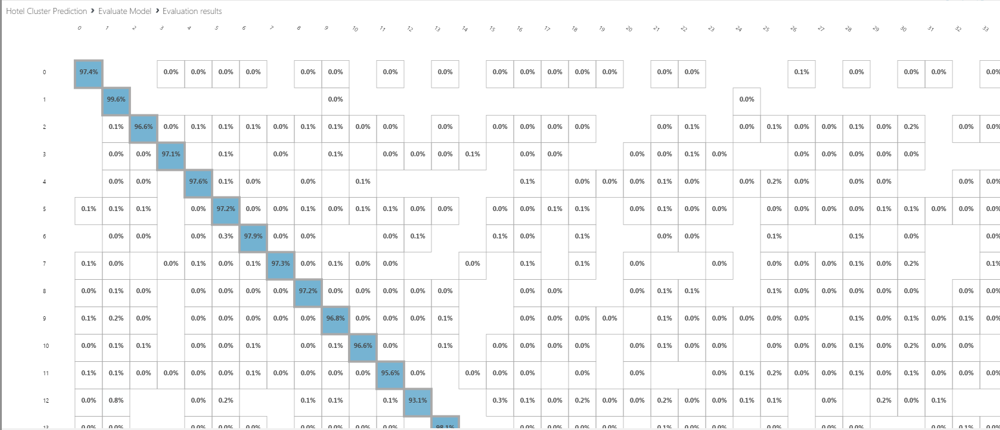 Hotel Cluster Prediction › Evaluate Model › Evaluation results
0 1 2 3 4 5 6 7 8 9 10 11 12 13 14 15 16 17 18 19 20 21 22 23 24 25 26 27 28 29 30 31 32 33
0 97.4% 0.0% 0.0% 0.0% 0.0% 0.0% 0.0% 0.0% 0.0% 0.0% 0.0% 0.0% 0.0% 0.0% 0.0% 0.0% 0.1% 0.0% 0.0% 0.0% 0.0%
1 99.6% 0.0% 0.0%
2 0.1% 96.6% 0.0% 0.1% 0.1% 0.1% 0.0% 0.1% 0.1% 0.0% 0.0% 0.0% 0.0% 0.0% 0.0% 0.0% 0.0% 0.1% 0.0% 0.1% 0.0% 0.0% 0.1% 0.0% 0.2% 0.0% 0.0%
3 0.0% 0.0% 97.1% 0.1% 0.0% 0.1% 0.0% 0.0% 0.0% 0.1% 0.0% 0.0% 0.0% 0.0% 0.1% 0.0% 0.0% 0.0% 0.0% 0.0% 0.0%
4 0.0% 0.0% 97.6% 0.1% 0.0% 0.0% 0.1% 0.1% 0.0% 0.0% 0.0% 0.1% 0.0% 0.0% 0.2% 0.0% 0.0% 0.0% 0.0% 0.0%
5 0.1% 0.1% 0.1% 0.0% 97.2% 0.0% 0.0% 0.1% 0.0% 0.1% 0.1% 0.0% 0.0% 0.0% 0.0% 0.1% 0.1% 0.0% 0.1% 0.0% 0.0% 0.0% 0.0% 0.0% 0.0% 0.1% 0.1% 0.0% 0.0% 0.0%
6 0.0% 0.0% 0.0% 0.3% 97.9% 0.0% 0.0% 0.0% 0.1% 0.1% 0.0% 0.1% 0.0% 0.0% 0.1% 0.1% 0.0% 0.0%
7 0.1% 0.0% 0.0% 0.1% 0.0% 0.1% 97.3% 0.0% 0.1% 0.0% 0.0% 0.0% 0.1% 0.1% 0.0% 0.0% 0.0% 0.0% 0.0% 0.1% 0.0% 0.2% 0.1%
8 0.0% 0.1% 0.0% 0.0% 0.0% 0.0% 0.0% 97.2% 0.0% 0.0% 0.0% 0.0% 0.0% 0.0% 0.0% 0.0% 0.1% 0.1% 0.1% 0.0% 0.0% 0.0% 0.0% 0.0% 0.0% 0.0%
9 0.1% 0.2% 0.0% 0.0% 0.0% 0.0% 0.0% 0.0% 96.8% 0.0% 0.0% 0.0% 0.1% 0.0% 0.0% 0.0% 0.0% 0.1% 0.0% 0.0% 0.0% 0.0% 0.0% 0.1% 0.0% 0.1% 0.0% 0.1% 0.0%
10 0.0% 0.1% 0.1% 0.0% 0.0% 0.1% 0.0% 0.1% 96.6% 0.0% 0.1% 0.0% 0.0% 0.0% 0.0% 0.0% 0.1% 0.0% 0.0% 0.0% 0.0% 0.0% 0.1% 0.0% 0.2% 0.0% 0.0%
11 0.1% 0.1% 0.0% 0.0% 0.0% 0.0% 0.1% 0.0% 0.0% 0.0% 0.0% 95.6% 0.0% 0.0% 0.0% 0.0% 0.0% 0.0% 0.0% 0.1% 0.2% 0.0% 0.0% 0.1% 0.0% 0.1% 0.0% 0.0% 0.0%
12 0.0% 0.8% 0.0% 0.2% 0.1% 0.1% 0.1% 93.1% 0.3% 0.1% 0.0% 0.2% 0.0% 0.0% 0.2% 0.0% 0.0% 0.1% 0.1% 0.0% 0.2% 0.0% 0.1%
13 0.0% 0.0% 0.0% 0.0% 0.0% 0.0% 0.0% 0.0% 0.0% 0.0% 98.1% 0.0% 0.0% 0.0% 0.0% 0.1% 0.0% 0.0% 0.0% 0.0% 0.0% 0.0% 0.1% 0.0%